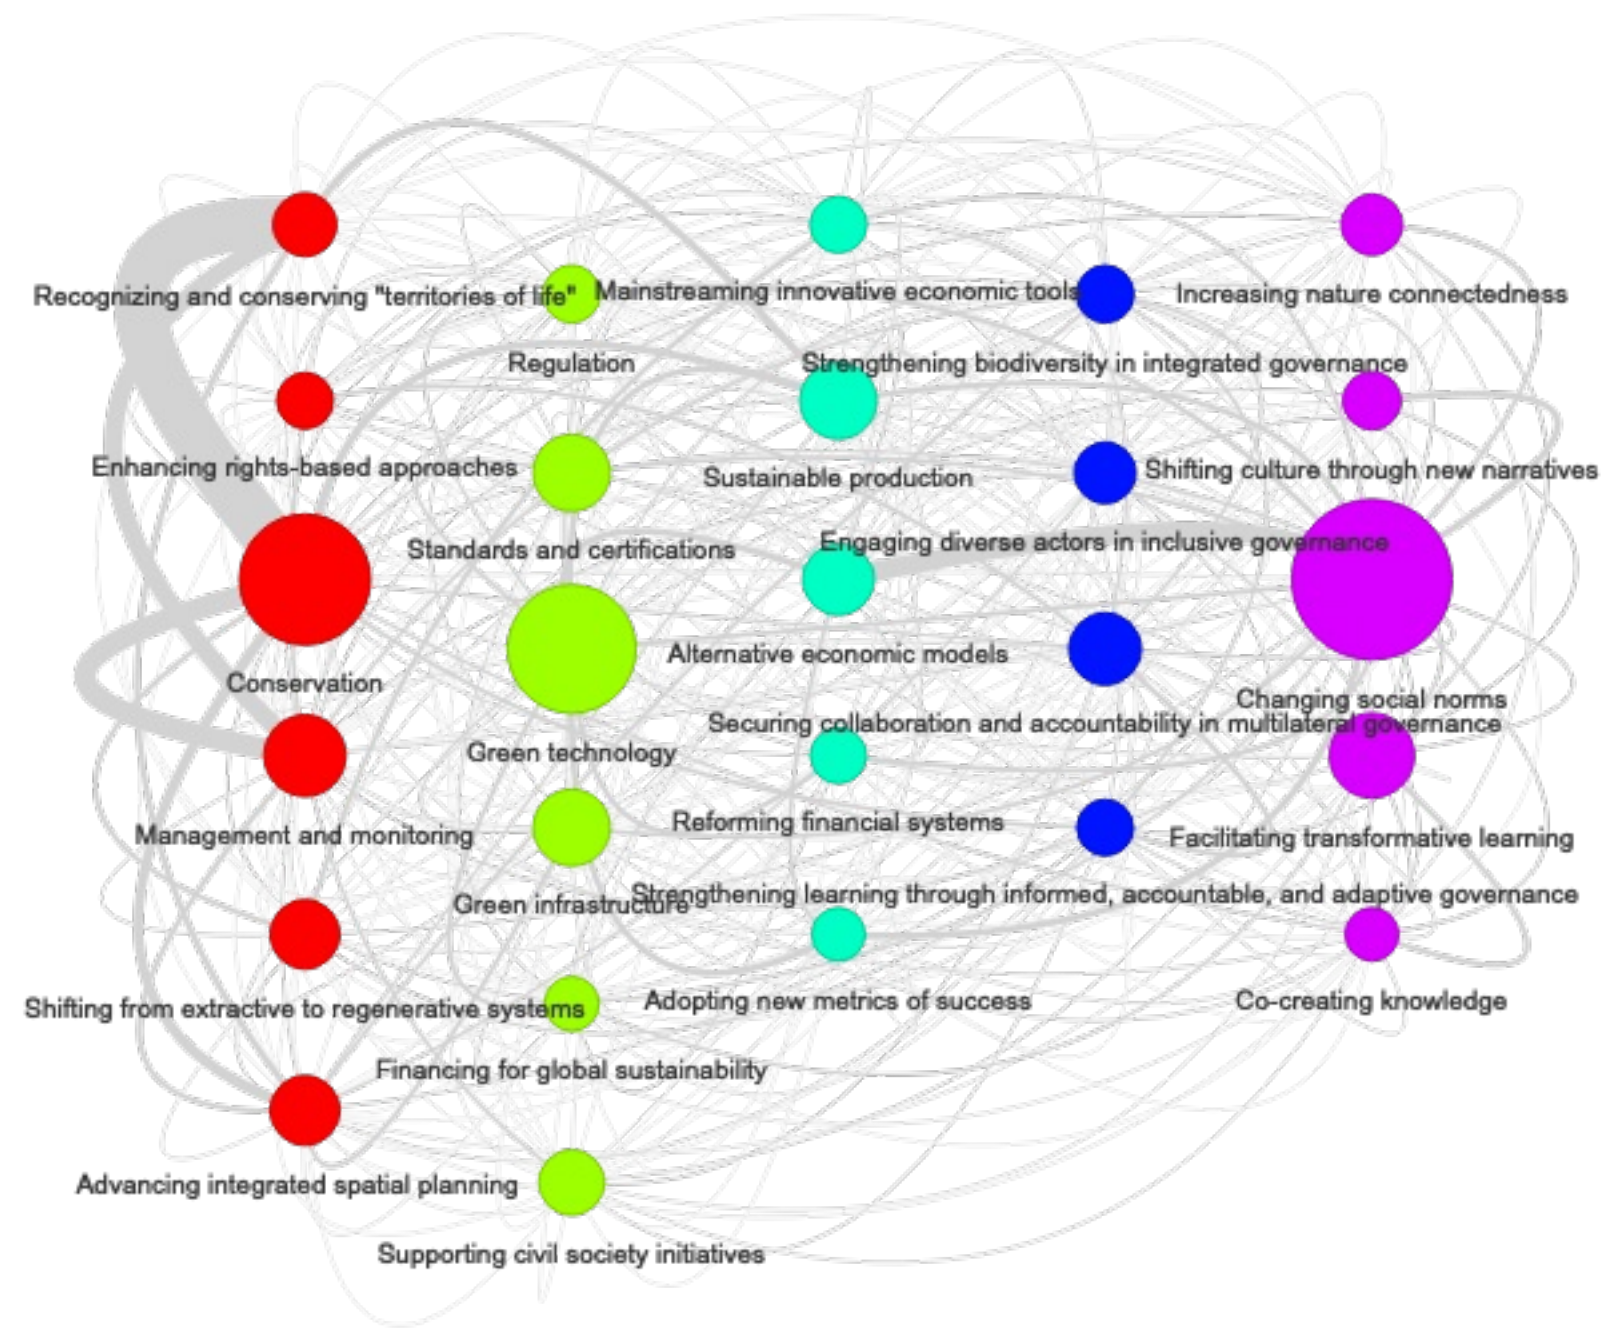 Recognizing and conserving "territories of life"
Mainstreaming innovative economic tools
Increasing nature connectedness
Regulation
Strengthening biodiversity in integrated governance
Enhancing rights-based approaches
Sustainable production
Shifting culture through new narratives
Standards and certifications
Engaging diverse actors in inclusive governance
Conservation
Alternative economic models
Changing social norms
Green technology
Securing collaboration and accountability in multilateral governance
Management and monitoring
Reforming financial systems
Facilitating transformative learning
Green infrastructure
Strengthening learning through informed, accountable, and adaptive governance
Shifting from extractive to regenerative systems
Adopting new metrics of success
Co-creating knowledge
Financing for global sustainability
Advancing integrated spatial planning
Supporting civil society initiatives